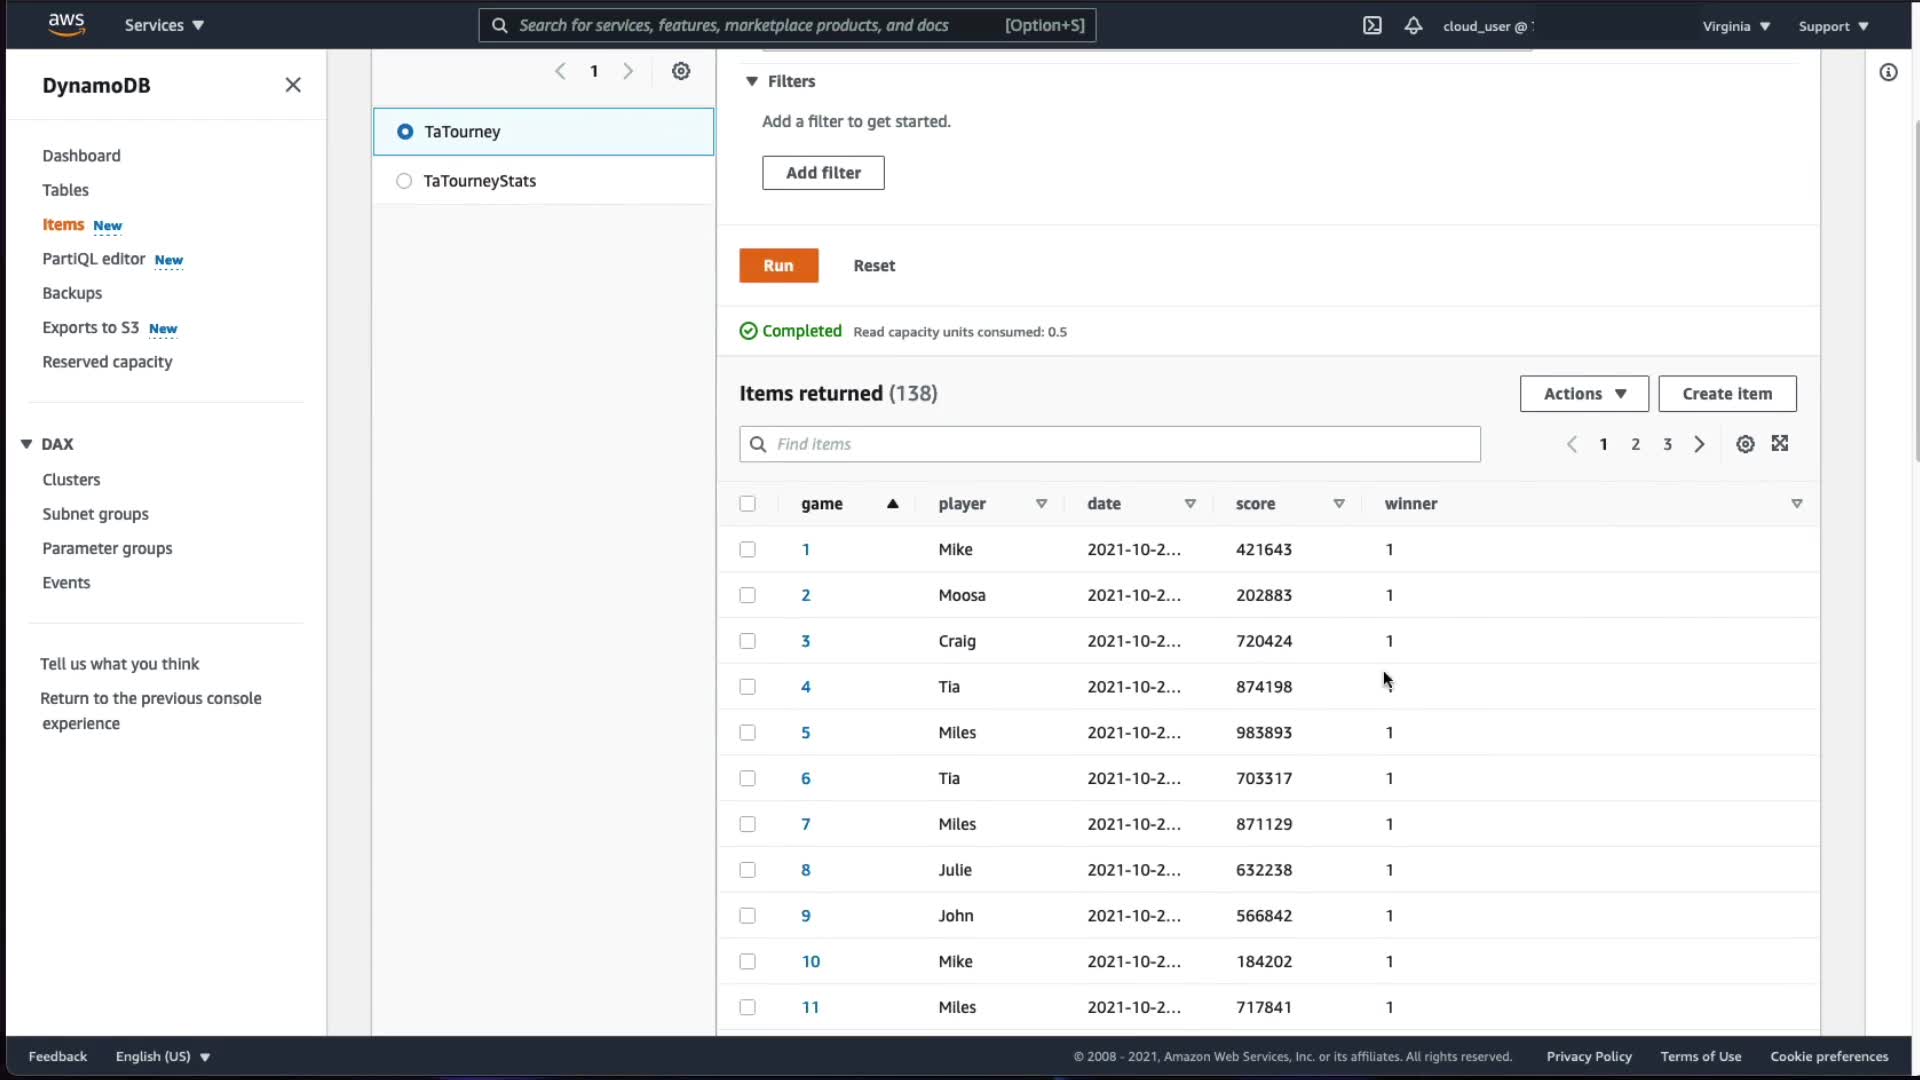 aws Services Search for services, features, marketplace products, and docs [Option+S] cloud_user @ Virginia Support
DynamoDB
Dashboard
Tables
Items New
PartiQL editor New
Backups
Exports to S3 New
Reserved capacity
DAX
Clusters
Subnet groups
Parameter groups
Events
Tell us what you think
Return to the previous console
experience
1
TaTourney
TaTourneyStats
Filters
Add a filter to get started.
Add filter
Run Reset
Completed Read capacity units consumed: 0.5
Items returned (138) Actions Create item
Find items 1 2 3
game player date score winner
1 Mike 2021-10-2... 421643 1
2 Moosa 2021-10-2... 202883 1
3 Craig 2021-10-2... 720424 1
4 Tia 2021-10-2... 874198
5 Miles 2021-10-2... 983893 1
6 Tia 2021-10-2... 703317 1
7 Miles 2021-10-2... 871129 1
8 Julie 2021-10-2... 632238 1
9 John 2021-10-2... 566842 1
10 Mike 2021-10-2... 184202 1
11 Miles 2021-10-2... 717841 1
Feedback English (US) © 2008 - 2021, Amazon Web Services, Inc. or its affiliates. All rights reserved. Privacy Policy Terms of Use Cookie preferences